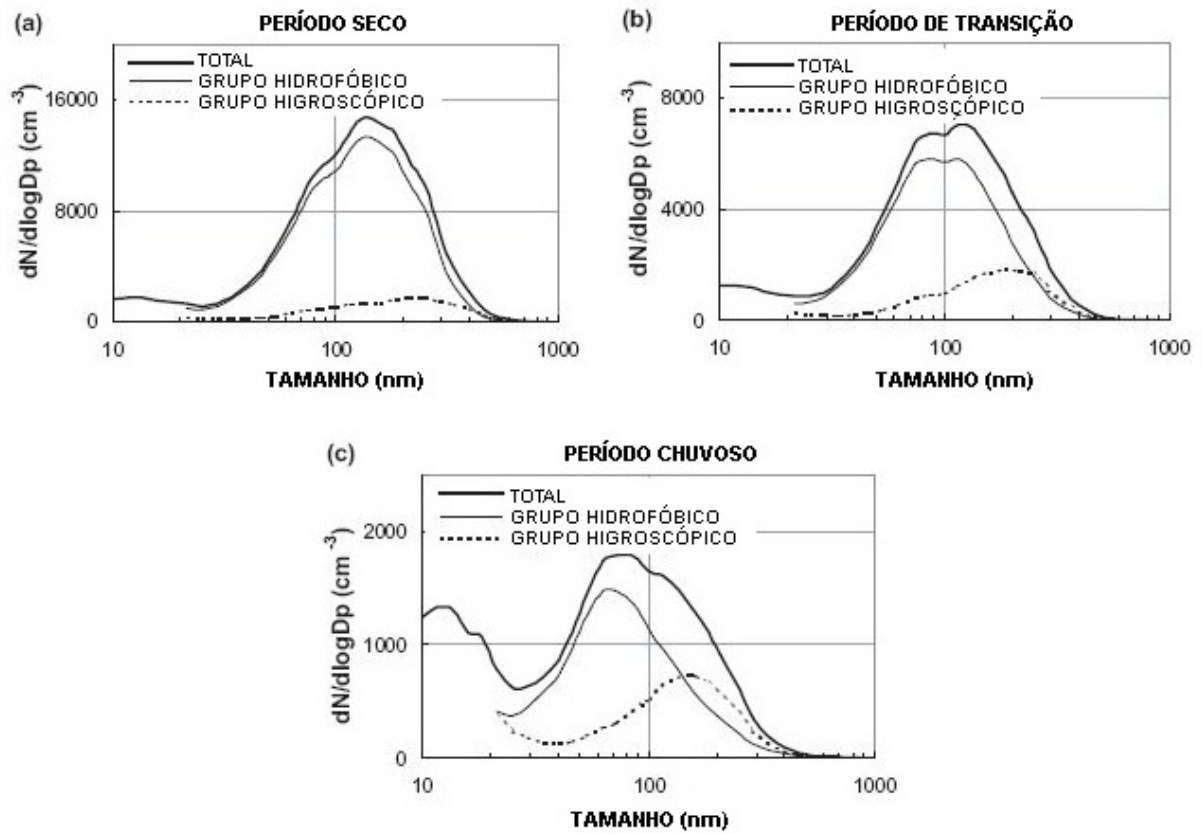 (a)
PERÍODO SECO
TOTAL
GRUPO HIDROFÓBICO
GRUPO HIGROSCÓPICO
dN/dlogDp (cm -3)
16000
8000
0
10
100
1000
TAMANHO (nm)
(b)
PERÍODO DE TRANSIÇÃO
TOTAL
GRUPO HIDROFÓBICO
GRUPO HIGROSCÓPICO
dN/dlogDp (cm -3)
8000
4000
0
10
100
1000
TAMANHO (nm)
(c)
PERÍODO CHUVOSO
TOTAL
GRUPO HIDROFÓBICO
GRUPO HIGROSCÓPICO
dN/dlogDp (cm -3)
2000
1000
0
10
100
1000
TAMANHO (nm)